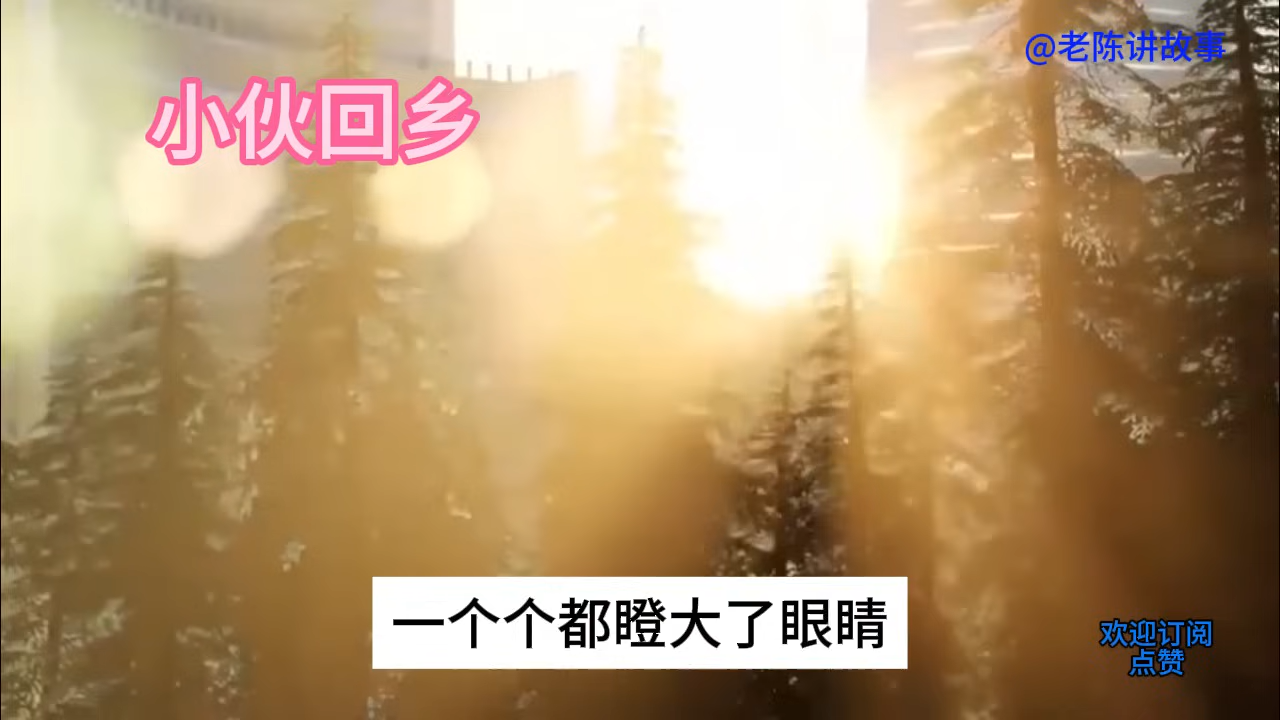 @老陈讲故事
小伙回乡
一个个都瞪大了眼睛
欢迎订阅
点赞